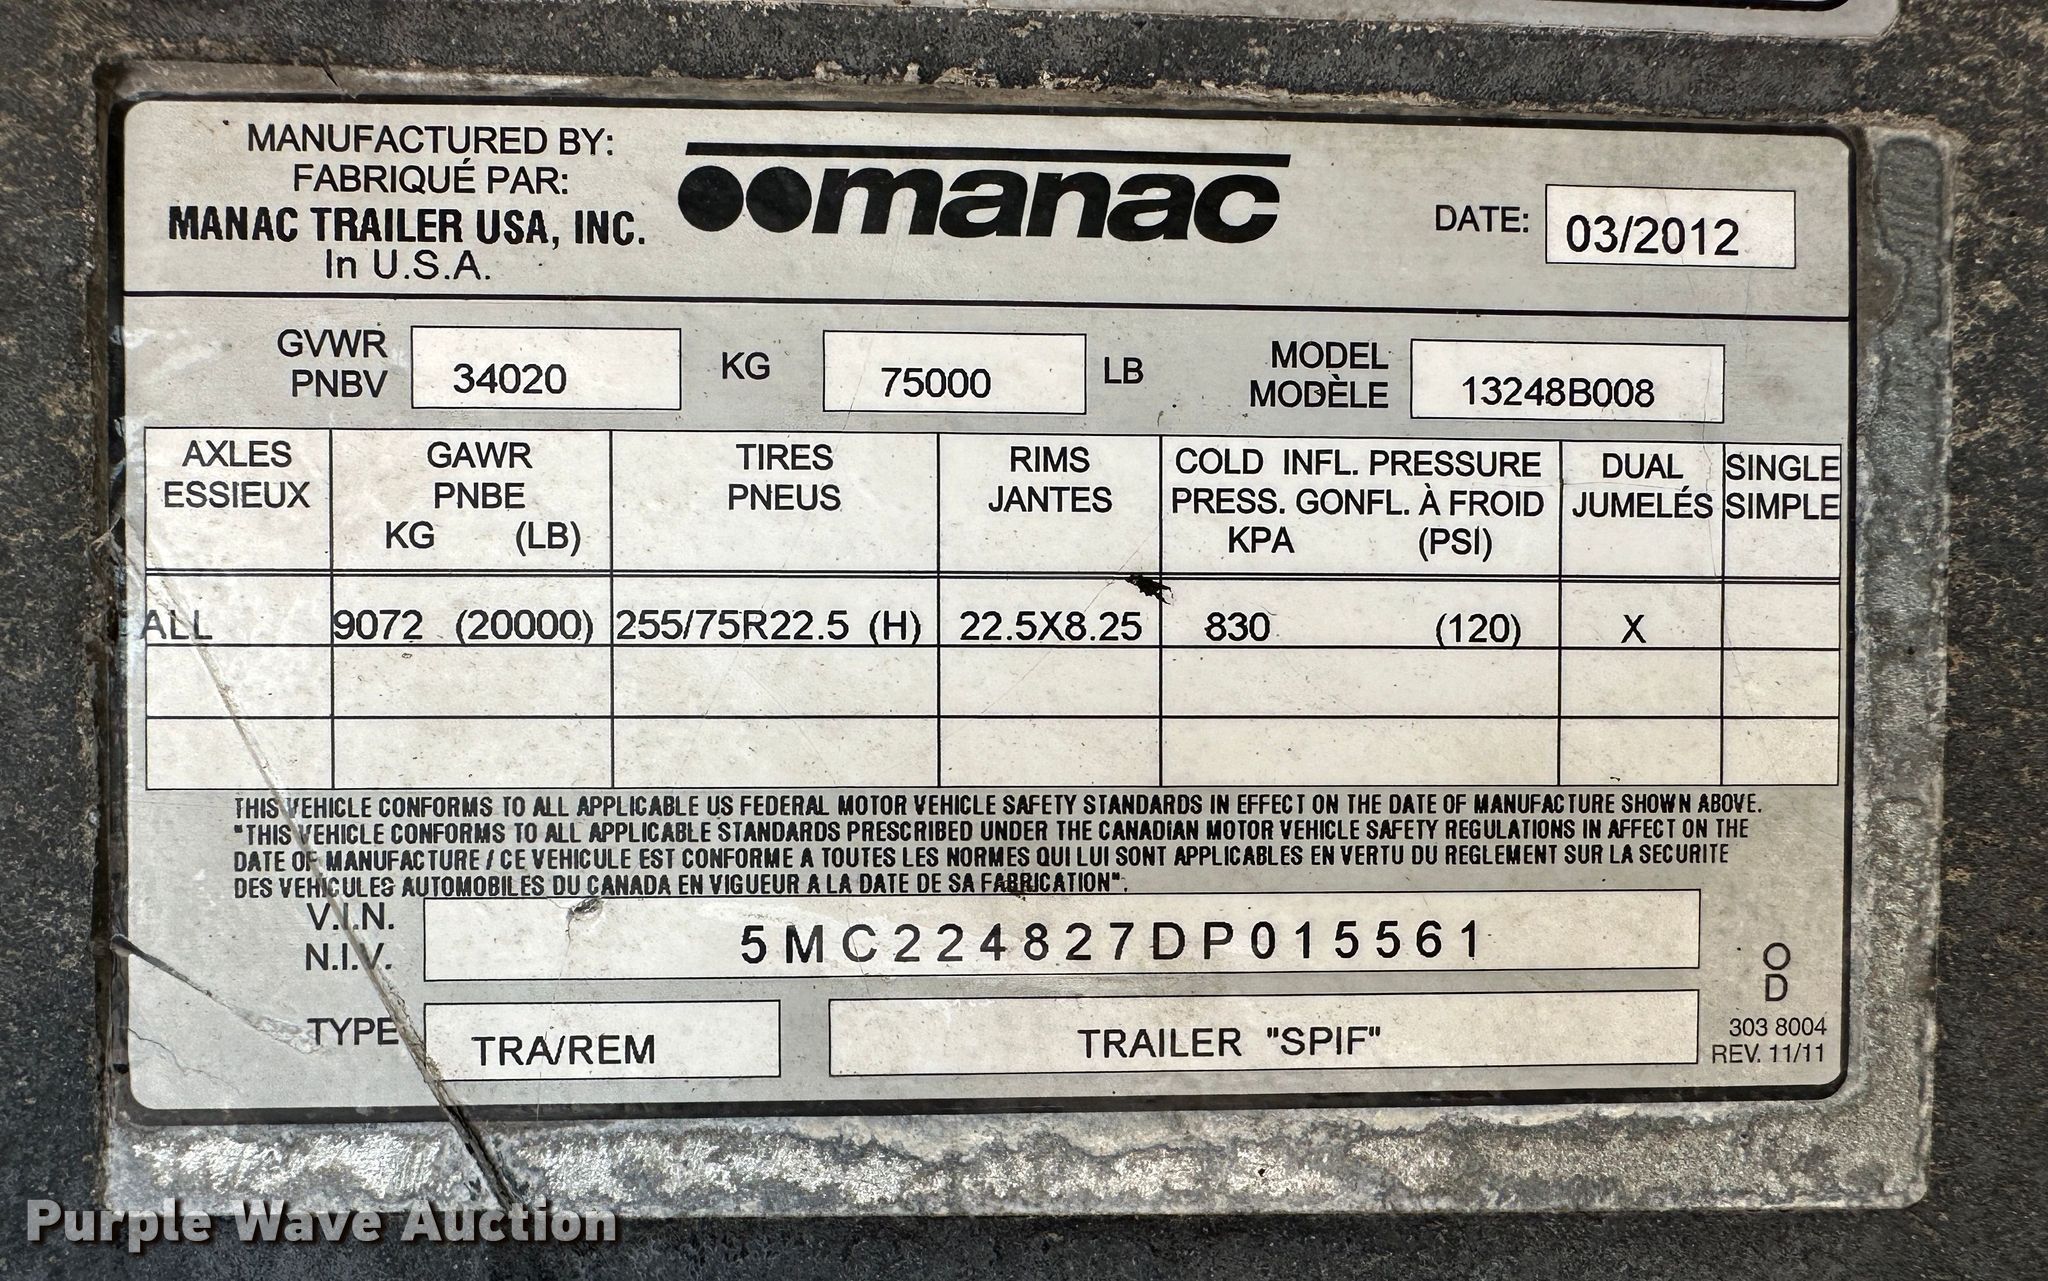 MANUFACTURED BY:
FABRIQUÉ PAR:
MANAC TRAILER USA, INC.
In U.S.A.
manac
DATE: 03/2012
GVWR
PNBV
34020 KG 75000 LB
MODEL
MODÈLE
13248B008
AXLES
ESSIEUX
GAWR
PNBE
KG (LB)
TIRES
PNEUS
RIMS
JANTES
COLD INFL. PRESSURE
PRESS. GONFL. À FROID
KPA (PSI)
DUAL
JUMELÉS
SINGLE
SIMPLE
ALL 9072 (20000) 255/75R22.5 (H) 22.5X8.25 830 (120) X
THIS VEHICLE CONFORMS TO ALL APPLICABLE US FEDERAL MOTOR VEHICLE SAFETY STANDARDS IN EFFECT ON THE DATE OF MANUFACTURE SHOWN ABOVE.
"THIS VEHICLE CONFORMS TO ALL APPLICABLE STANDARDS PRESCRIBED UNDER THE CANADIAN MOTOR VEHICLE SAFETY REGULATIONS IN AFFECT ON THE
DATE OF MANUFACTURE / CE VEHICULE EST CONFORME A TOUTES LES NORMES QUI LUI SONT APPLICABLES EN VERTU DU REGLEMENT SUR LA SECURITE
DES VEHICULES AUTOMOBILES DU CANADA EN VIGUEUR A LA DATE DE SA FABRICATION".
V.I.N.
N.I.V.
5MC224827DP015561
O
D
TYPE TRA/REM TRAILER "SPIF"
303 8004
REV. 11/11
Purple Wave Auction